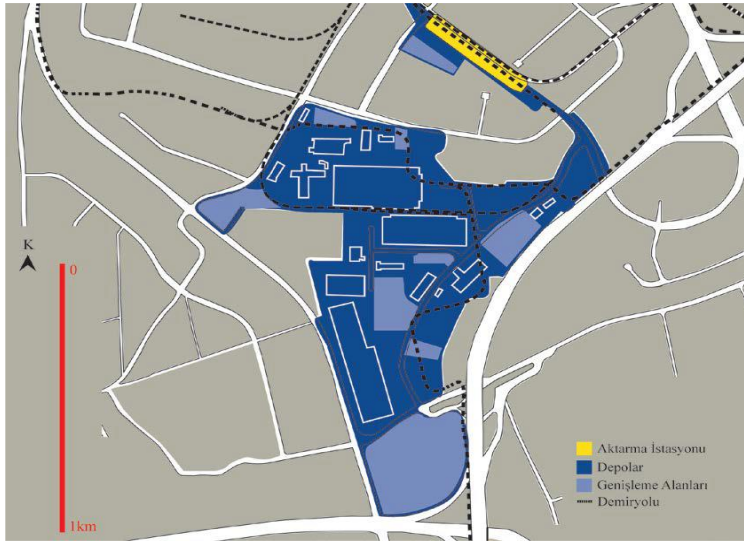 K
0
1km
Aktarma İstasyonu
Depolar
Genişleme Alanları
Demiryolu